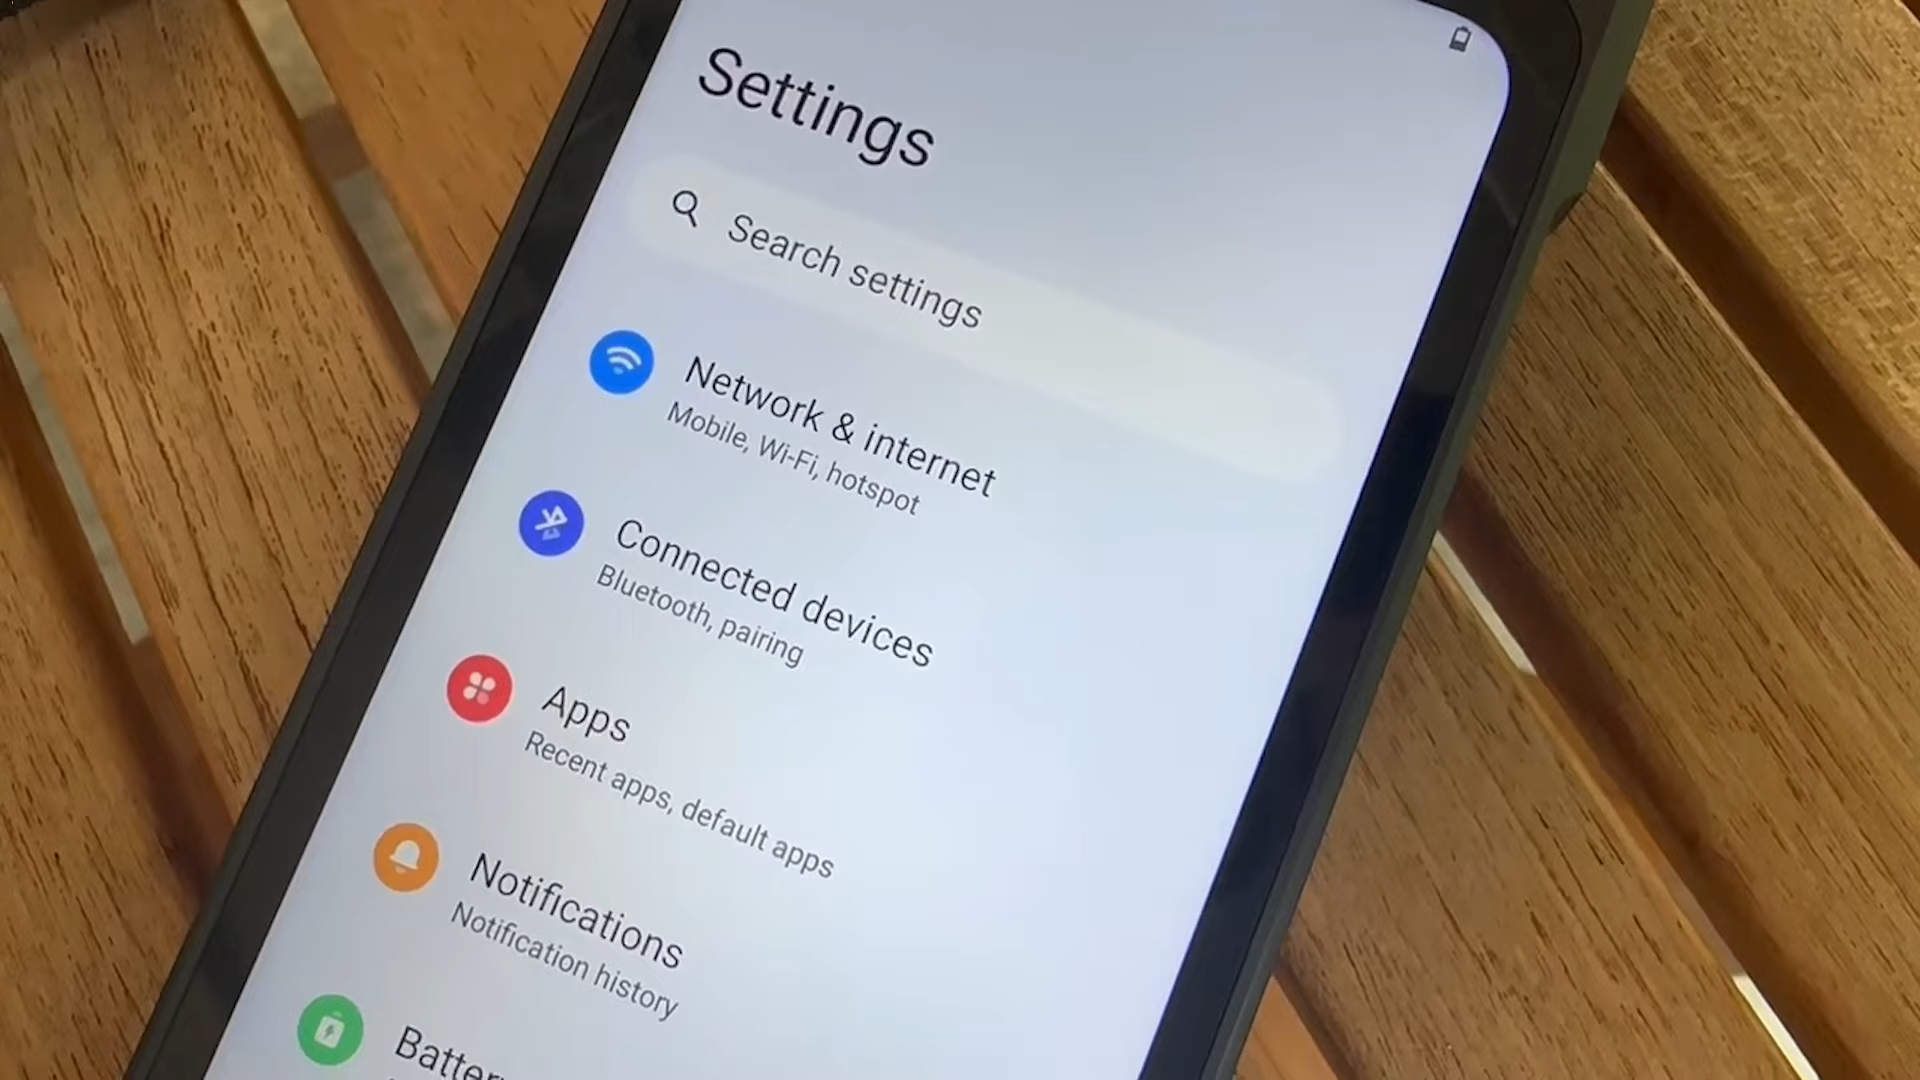 Settings
Search settings
Network & internet
Mobile, Wi-Fi, hotspot
Connected devices
Bluetooth, pairing
Apps
Recent apps, default apps
Notifications
Notification history